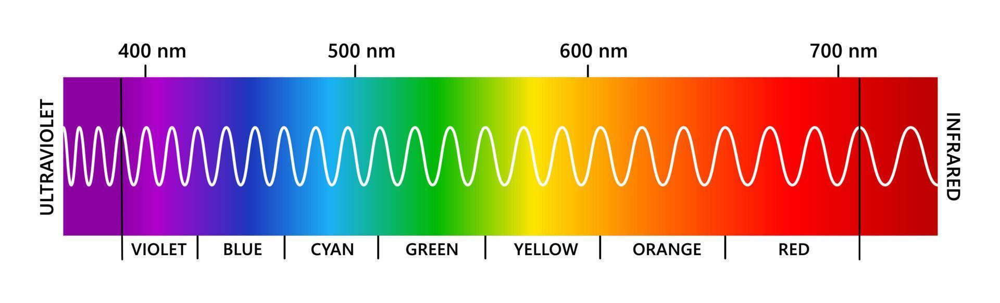 400 nm 500 nm 600 nm 700 nm
ULTRAVIOLET
INFRARED
VIOLET BLUE CYAN GREEN YELLOW ORANGE RED